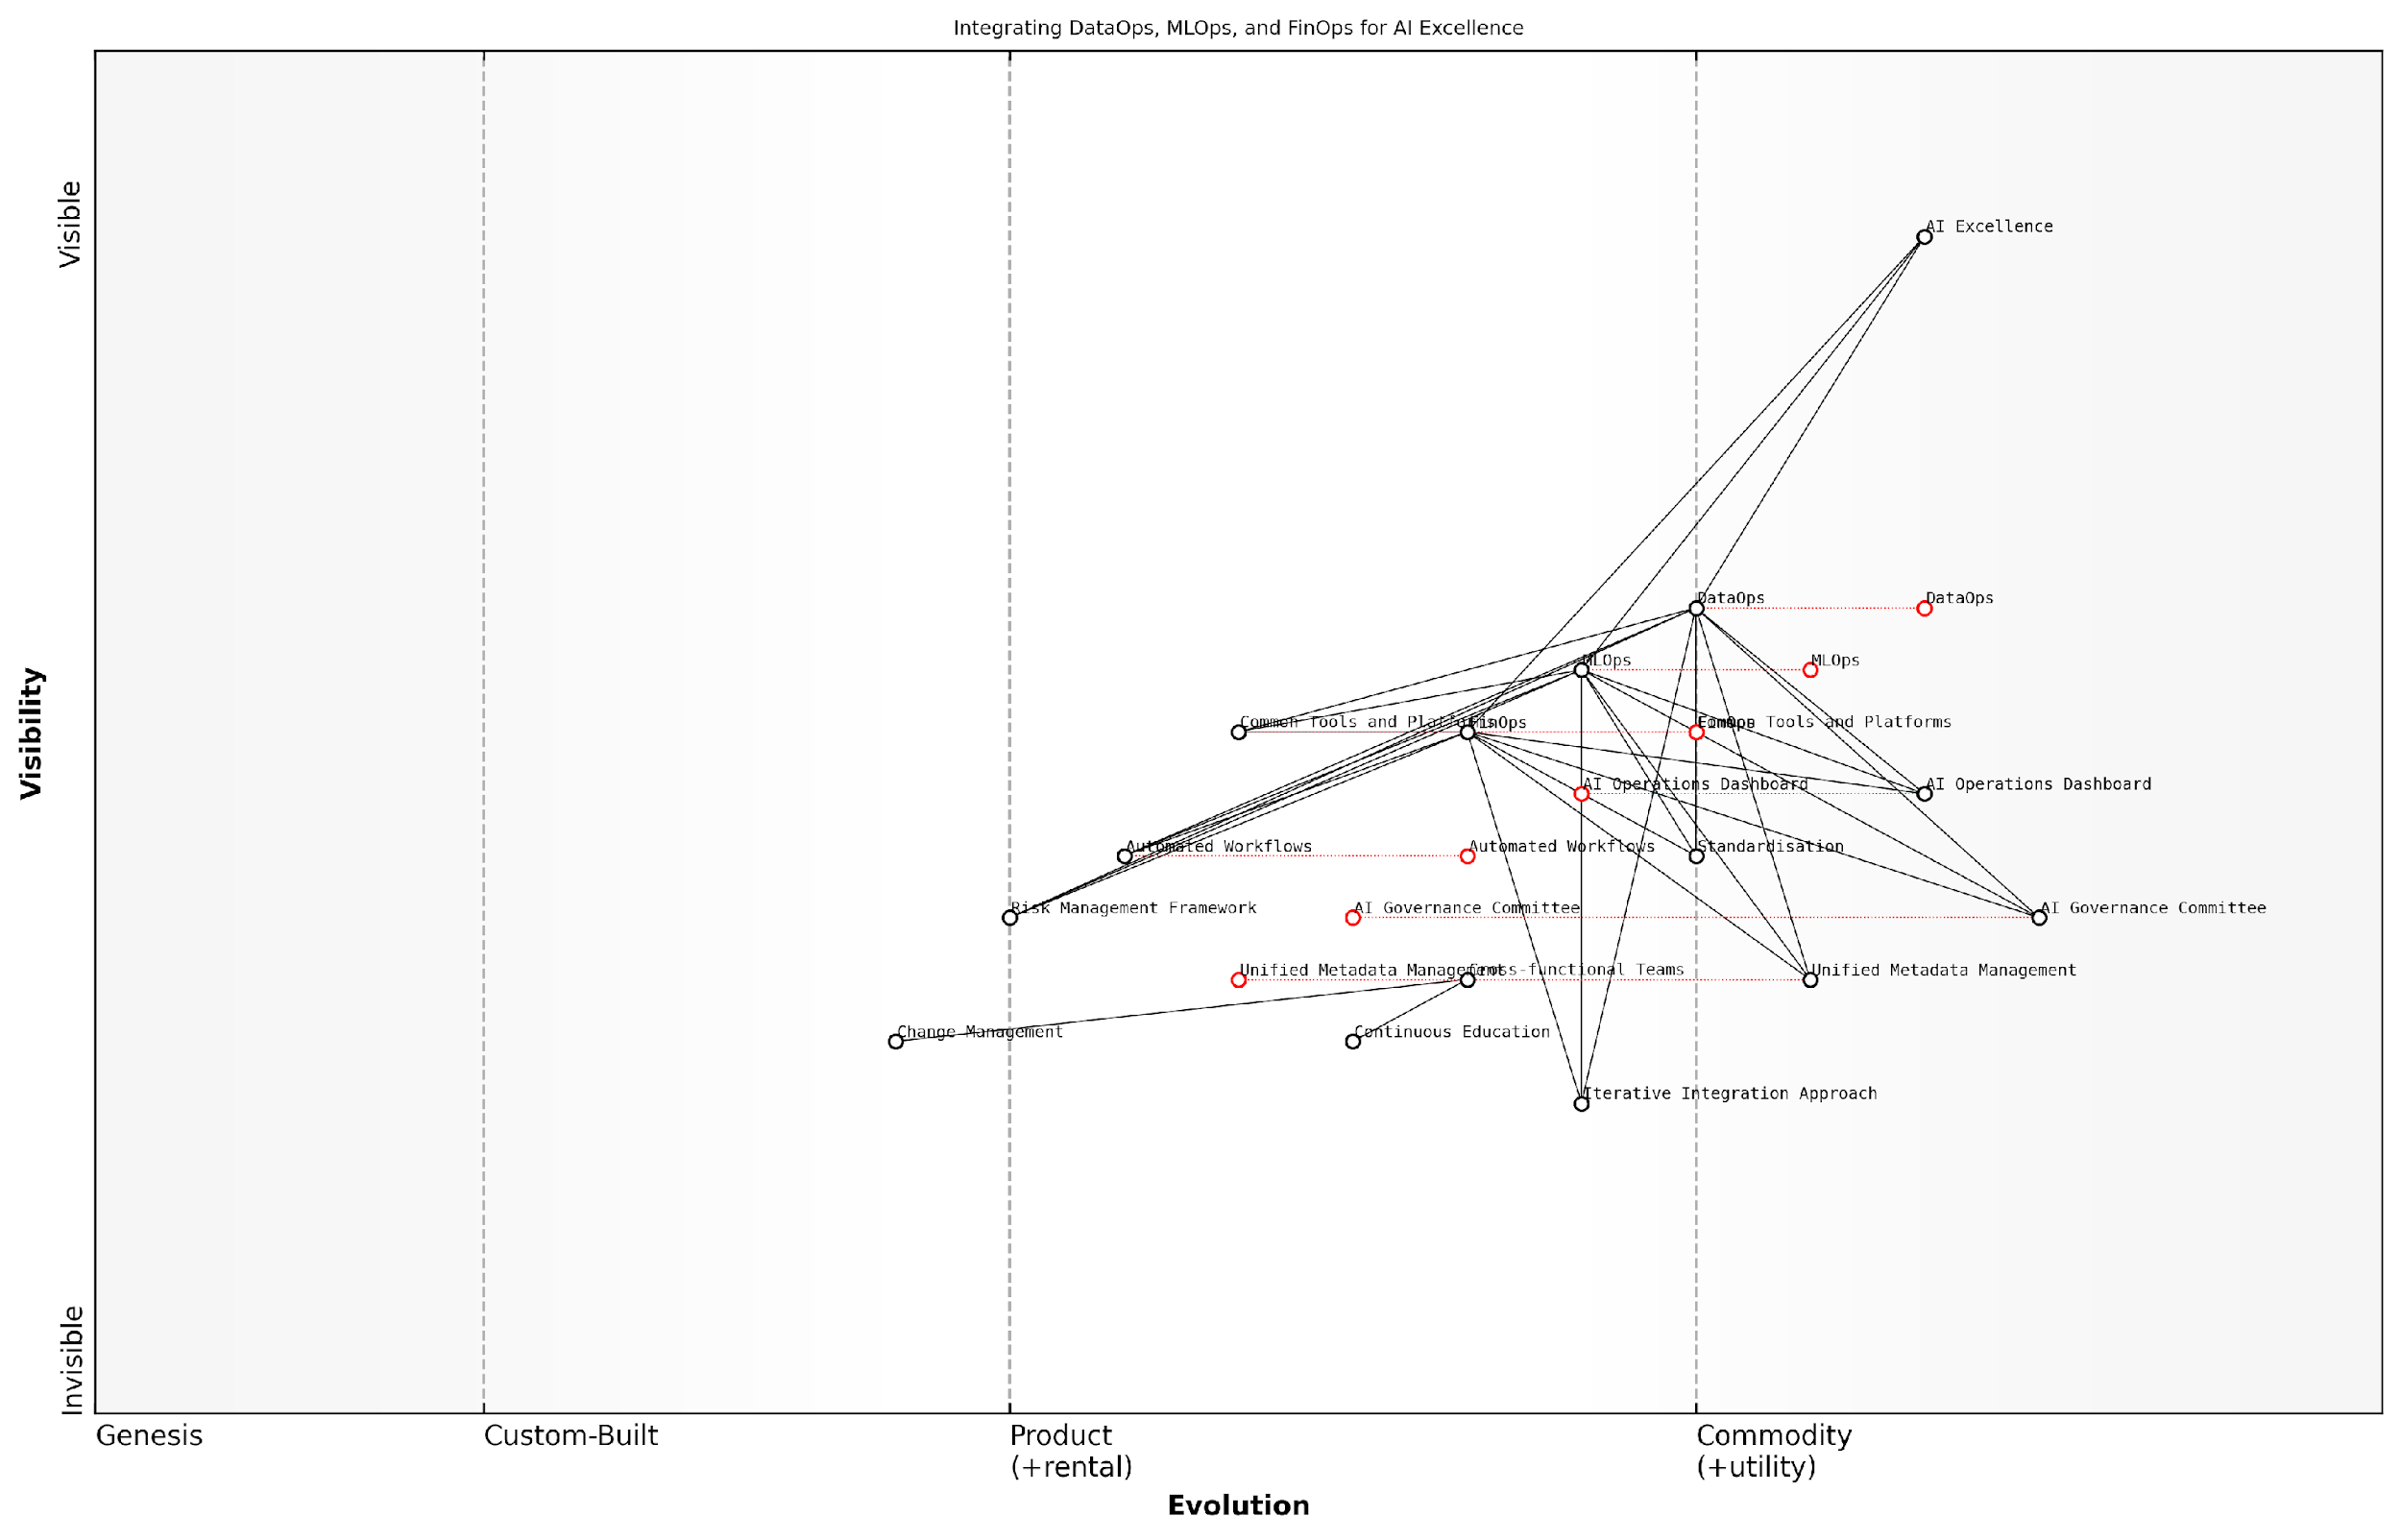 Integrating DataOps, MLOps, and FinOps for AI Excellence
Visible
AI Excellence
DataOps
DataOps
MLOps
MLOps
Common Tools and Platforms
FinOps
FinOps
Common Tools and Platforms
AI Operations Dashboard
AI Operations Dashboard
Automated Workflows
Automated Workflows
Standardisation
Risk Management Framework
AI Governance Committee
AI Governance Committee
Unified Metadata Management
Cross-functional Teams
Unified Metadata Management
Change Management
Continuous Education
Iterative Integration Approach
Visibility
Invisible
Genesis
Custom-Built
Product
(+rental)
Commodity
(+utility)
Evolution